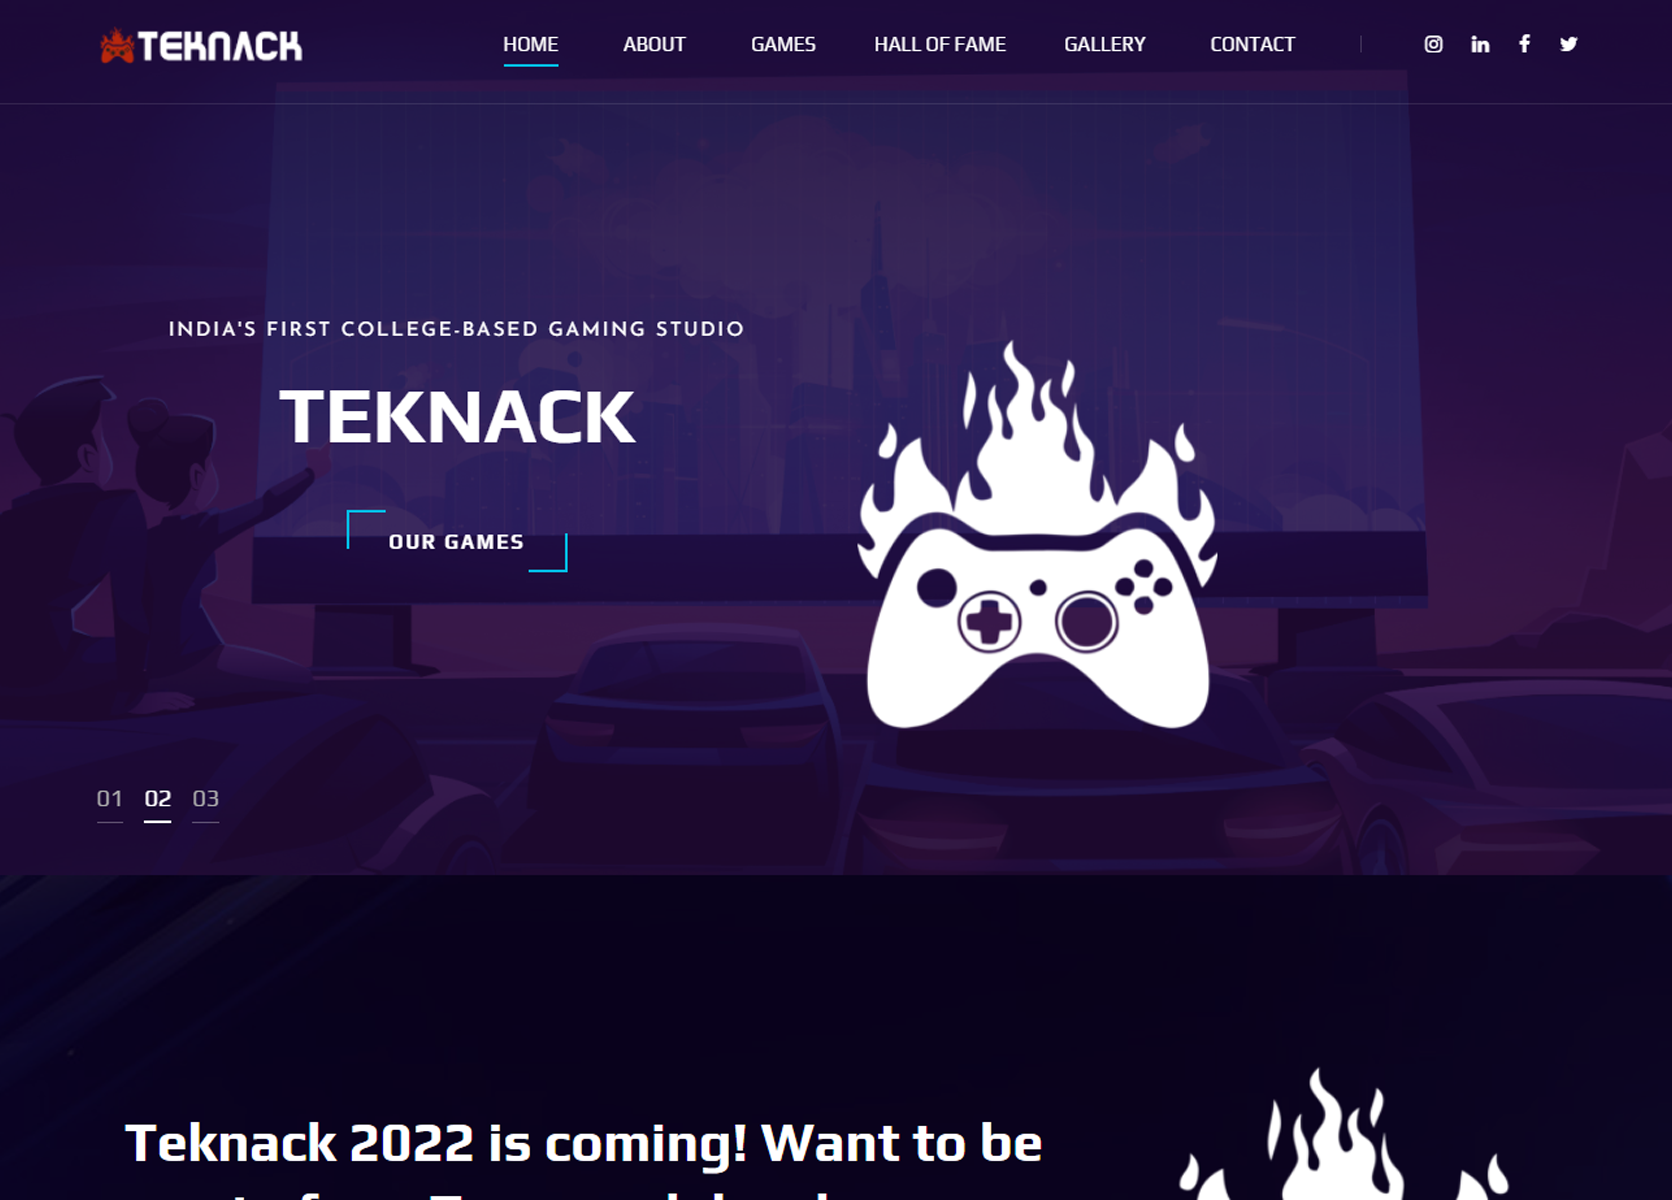 TEKNACK
HOME ABOUT GAMES HALL OF FAME GALLERY CONTACT
INDIA'S FIRST COLLEGE-BASED GAMING STUDIO
TEKNACK
OUR GAMES
01 02 03
Teknack 2022 is coming! Want to be